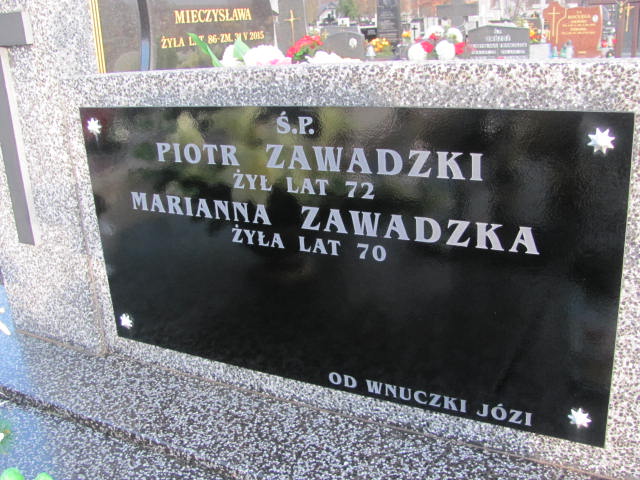 MIECZYSŁAWA
ŻYŁA LAT 86-ZM. 31 V 2015
Ś.P.
PIOTR ZAWADZKI
ŻYŁ LAT 72
MARIANNA ZAWADZKA
ŻYŁA LAT 70
OD WNUCZKI JÓZI